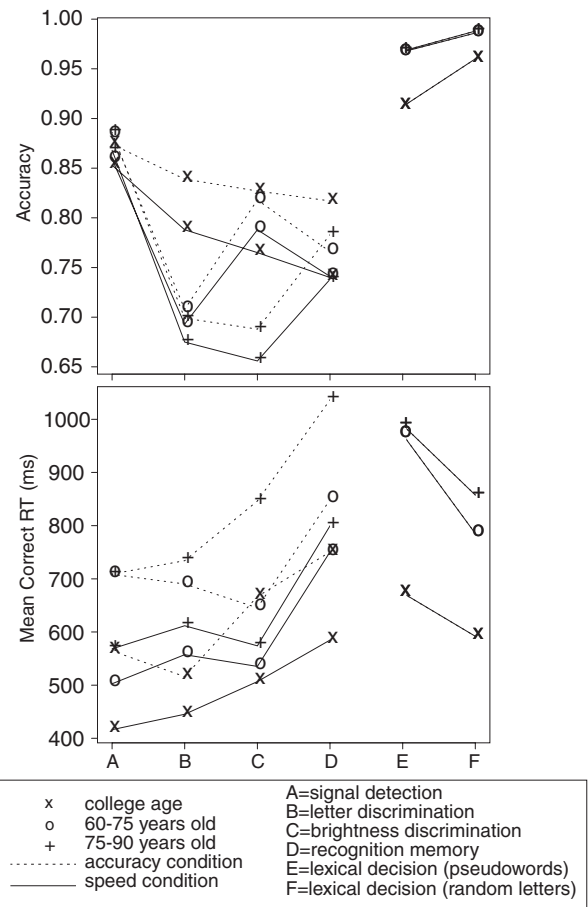 1.00
0.95
0.90
0.85
0.80
0.75
0.70
0.65
Accuracy
1000
900
800
700
600
500
400
Mean Correct RT (ms)
A B C D E F
x college age
o 60-75 years old
+ 75-90 years old
accuracy condition
speed condition
A=signal detection
B=letter discrimination
C=brightness discrimination
D=recognition memory
E=lexical decision (pseudowords)
F=lexical decision (random letters)